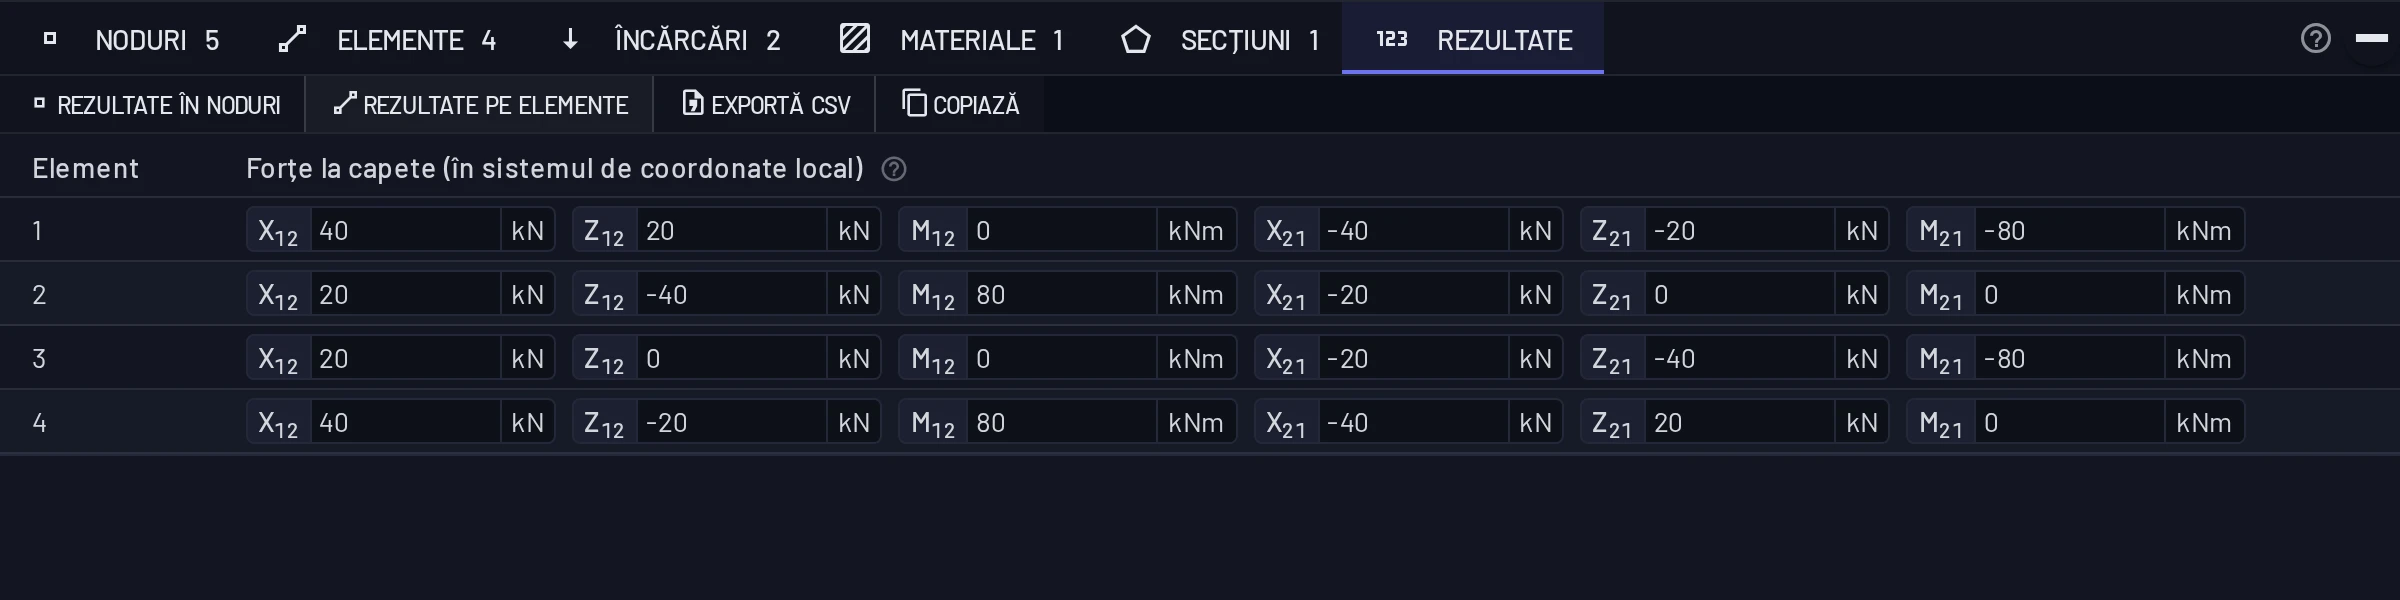 NODURI 5 ELEMENTE 4 ÎNCĂRCĂRI 2 MATERIALE 1 SECȚIUNI 1 123 REZULTATE
REZULTATE ÎN NODURI REZULTATE PE ELEMENTE EXPORTĂ CSV COPIAZĂ
Element Forțe la capete (în sistemul de coordonate local)
1 X12 40 kN Z12 20 kN M12 0 kNm X21 -40 kN Z21 -20 kN M21 -80 kNm
2 X12 20 kN Z12 -40 kN M12 80 kNm X21 -20 kN Z21 0 kN M21 0 kNm
3 X12 20 kN Z12 0 kN M12 0 kNm X21 -20 kN Z21 -40 kN M21 -80 kNm
4 X12 40 kN Z12 -20 kN M12 80 kNm X21 -40 kN Z21 20 kN M21 0 kNm